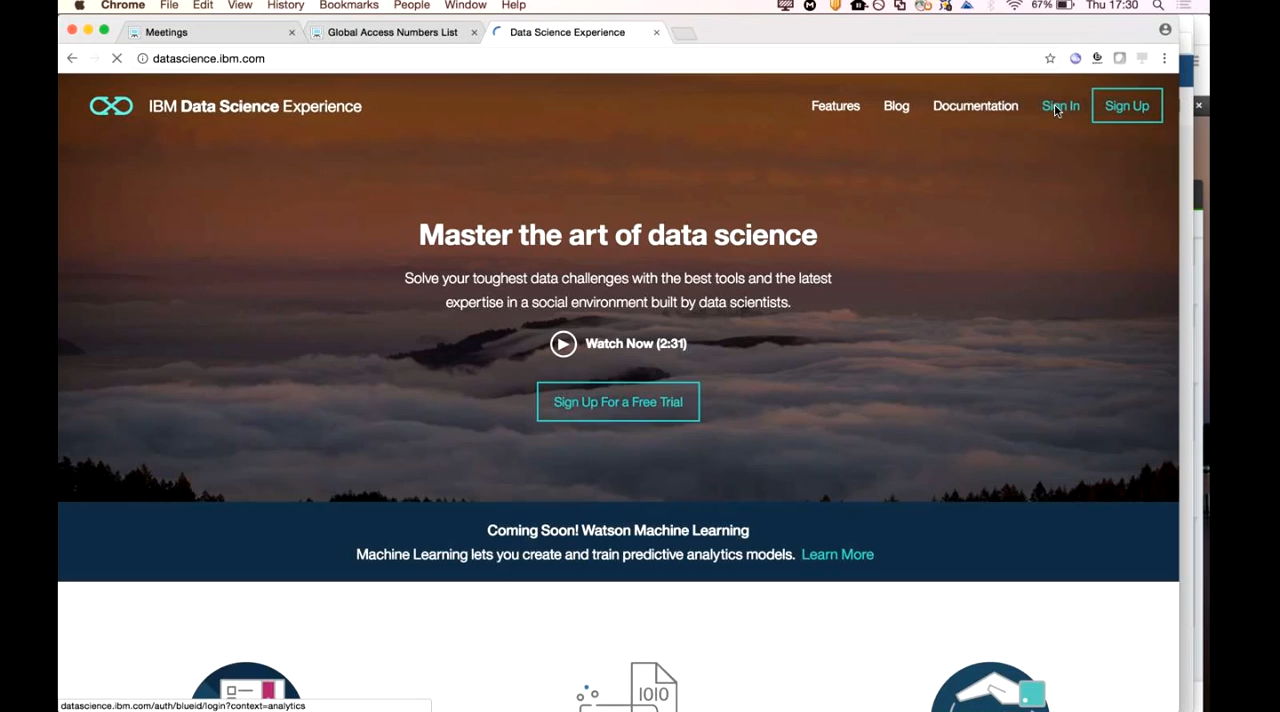 Chrome File Edit View History Bookmarks People Window Help 67% Thu 17:30
Meetings Global Access Numbers List Data Science Experience
datascience.ibm.com
IBM Data Science Experience Features Blog Documentation Sign In Sign Up
Master the art of data science
Solve your toughest data challenges with the best tools and the latest
expertise in a social environment built by data scientists.
Watch Now (2:31)
Sign Up For a Free Trial
Coming Soon! Watson Machine Learning
Machine Learning lets you create and train predictive analytics models. Learn More
IOIO
datascience.ibm.com/auth/blueid/login?context=analytics